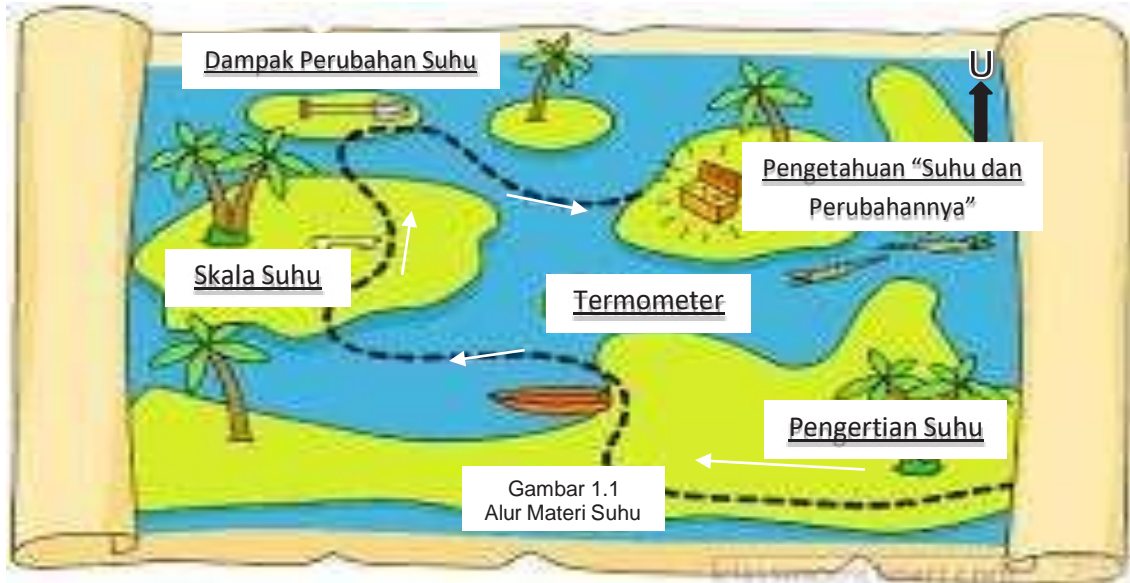 Dampak Perubahan Suhu
U
Pengetahuan “Suhu dan
Perubahannya”
Skala Suhu
Termometer
Pengertian Suhu
Gambar 1.1
Alur Materi Suhu